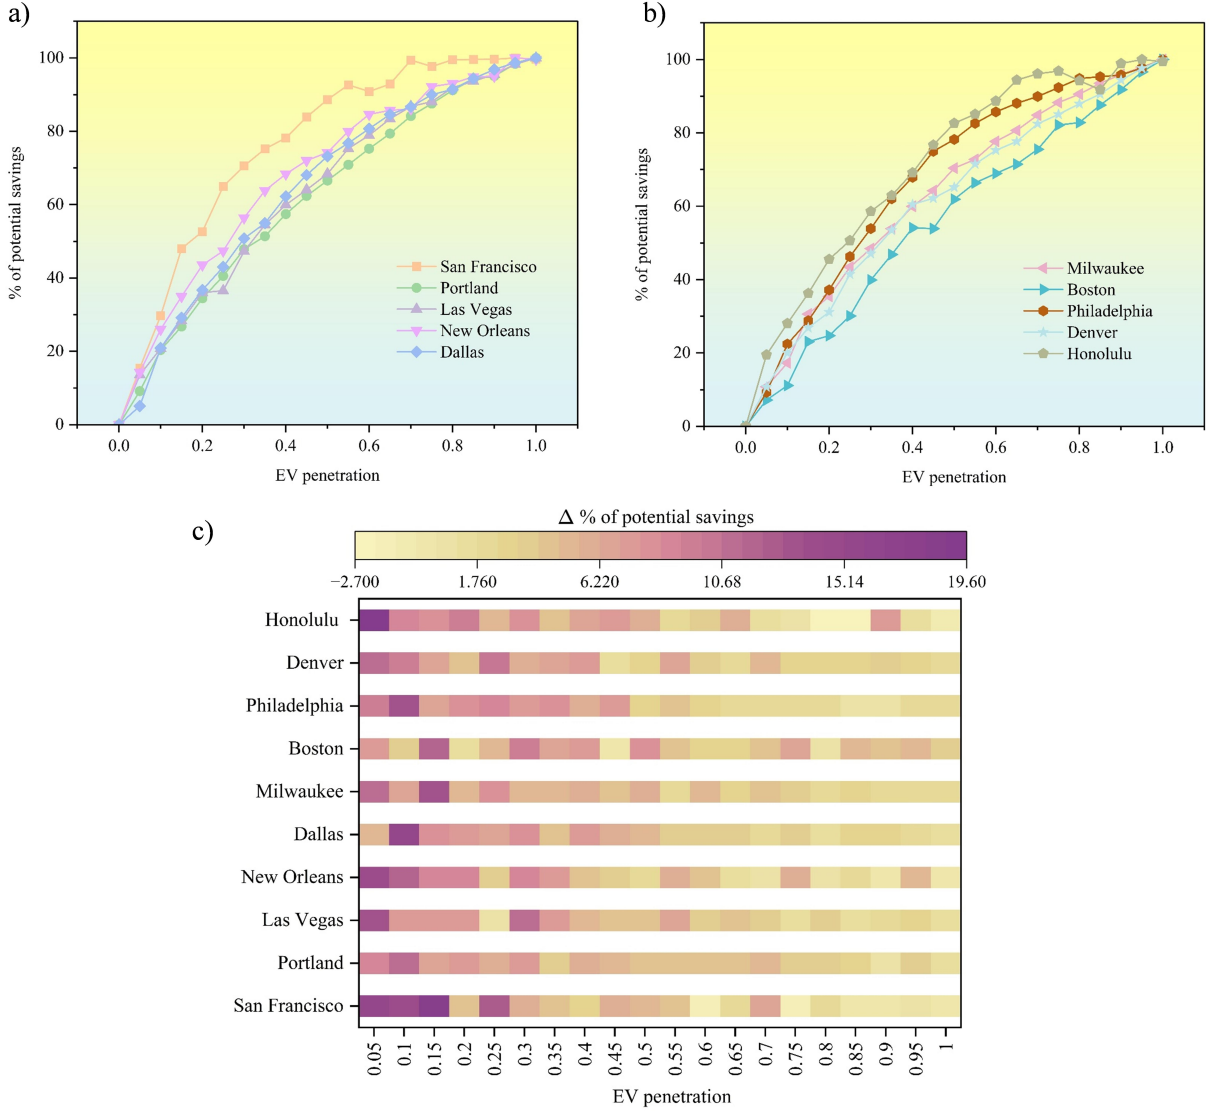 a)
100
80
60
40
20
0
% of potential savings
San Francisco
Portland
Las Vegas
New Orleans
Dallas
0.0 0.2 0.4 0.6 0.8 1.0
EV penetration
b)
100
80
60
40
20
0
% of potential savings
Milwaukee
Boston
Philadelphia
Denver
Honolulu
0.0 0.2 0.4 0.6 0.8 1.0
EV penetration
c)
Δ % of potential savings
−2.700 1.760 6.220 10.68 15.14 19.60
Honolulu
Denver
Philadelphia
Boston
Milwaukee
Dallas
New Orleans
Las Vegas
Portland
San Francisco
0.05 0.1 0.15 0.2 0.25 0.3 0.35 0.4 0.45 0.5 0.55 0.6 0.65 0.7 0.75 0.8 0.85 0.9 0.95 1
EV penetration